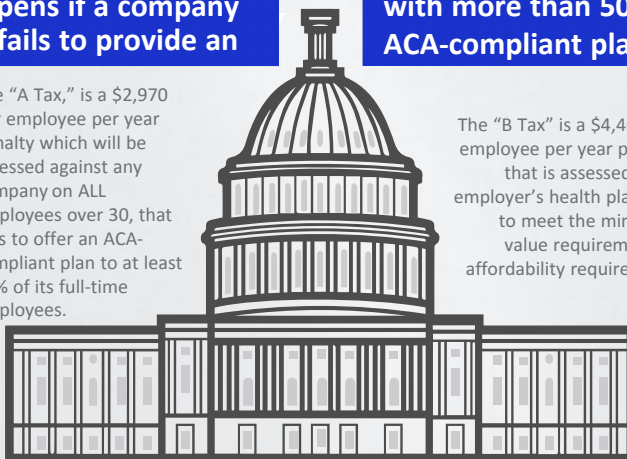 pens if a company
fails to provide an
with more than 50
ACA-compliant pla
e “A Tax,” is a $2,970
r employee per year
nalty which will be
essed against any
mpany on ALL
ployees over 30, that
s to offer an ACA-
mpliant plan to at least
% of its full-time
ployees.
The “B Tax” is a $4,4
employee per year p
that is assessed
employer’s health pla
to meet the min
value requirem
affordability require